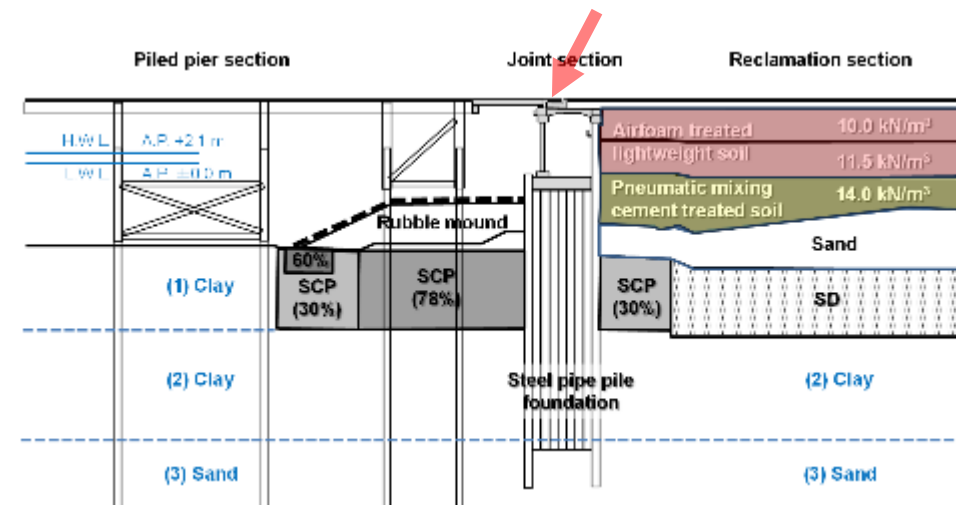 Piled pier section
Joint section
Reclamation section
H.W.L. A.P. +2.1 m
L.W.L. A.P. ±0.0 m
Airfoam treated
lightweight soil
10.0 kN/m³
11.5 kN/m³
Pneumatic mixing
cement treated soil
14.0 kN/m³
Rubble mound
Sand
60%
SCP
(30%)
SCP
(78%)
SCP
(30%)
SD
(1) Clay
(2) Clay
Steel pipe pile
foundation
(2) Clay
(3) Sand
(3) Sand